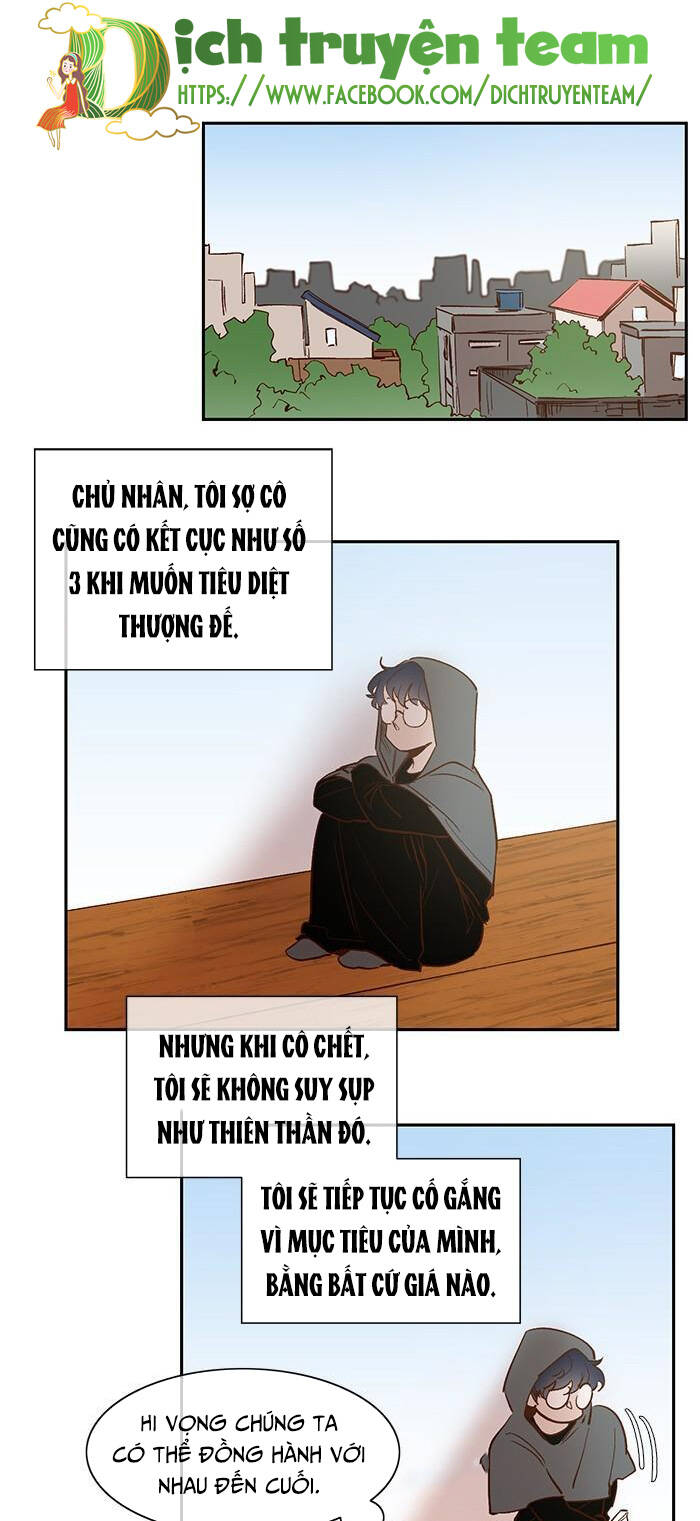 Dịch truyện team
HTTPS://WWW.FACEBOOK.COM/DICHTRUYENTEAM/
CHỦ NHÂN, TÔI SỢ CÔ
CŨNG CÓ KẾT CỤC NHƯ SỐ
3 KHI MUỐN TIÊU DIỆT
THƯỢNG ĐẾ.
NHƯNG KHI CÔ CHẾT,
TÔI SẼ KHÔNG SUY SỤP
NHƯ THIÊN THẦN ĐÓ.
TÔI SẼ TIẾP TỤC CỐ GẮNG
VÌ MỤC TIÊU CỦA MÌNH,
BẰNG BẤT CỨ GIÁ NÀO.
HI VỌNG CHÚNG TA
CÓ THỂ ĐỒNG HÀNH VỚI
NHAU ĐẾN CUỐI.